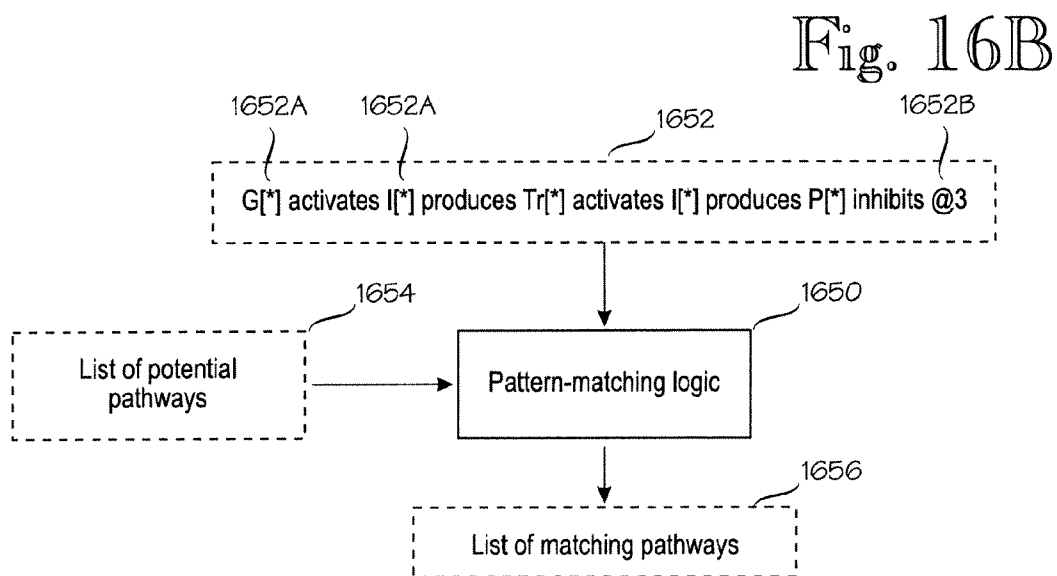 Fig. 16B
1652A 1652A 1652 1652B
G[*] activates I[*] produces Tr[*] activates I[*] produces P[*] inhibits @3
1654 1650
List of potential
pathways
Pattern-matching logic
1656
List of matching pathways